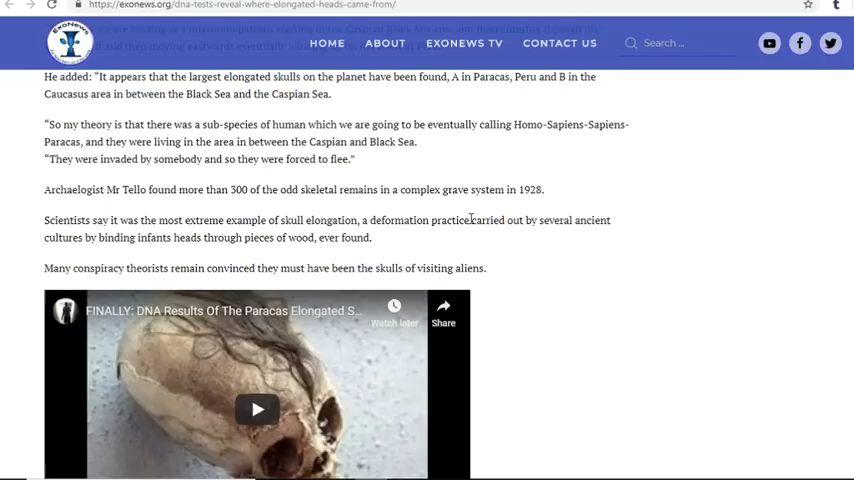 https://exonews.org/dna-tests-reveal-where-elongated-heads-came-from/
ExoNews
HOME ABOUT EXONEWS TV CONTACT US Search ...
He added: “It appears that the largest elongated skulls on the planet have been found, A in Paracas, Peru and B in the
Caucasus area in between the Black Sea and the Caspian Sea.
“So my theory is that there was a sub-species of human which we are going to be eventually calling Homo-Sapiens-Sapiens-
Paracas, and they were living in the area in between the Caspian and Black Sea.
“They were invaded by somebody and so they were forced to flee.”
Archaelogist Mr Tello found more than 300 of the odd skeletal remains in a complex grave system in 1928.
Scientists say it was the most extreme example of skull elongation, a deformation practice carried out by several ancient
cultures by binding infants heads through pieces of wood, ever found.
Many conspiracy theorists remain convinced they must have been the skulls of visiting aliens.
FINALLY: DNA Results Of The Paracas Elongated S...
Watch later Share